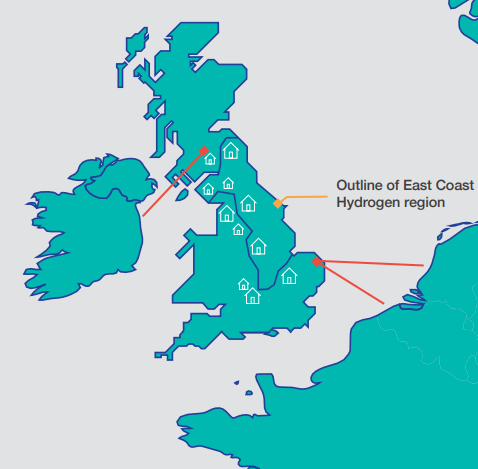 Outline of East Coast
Hydrogen region